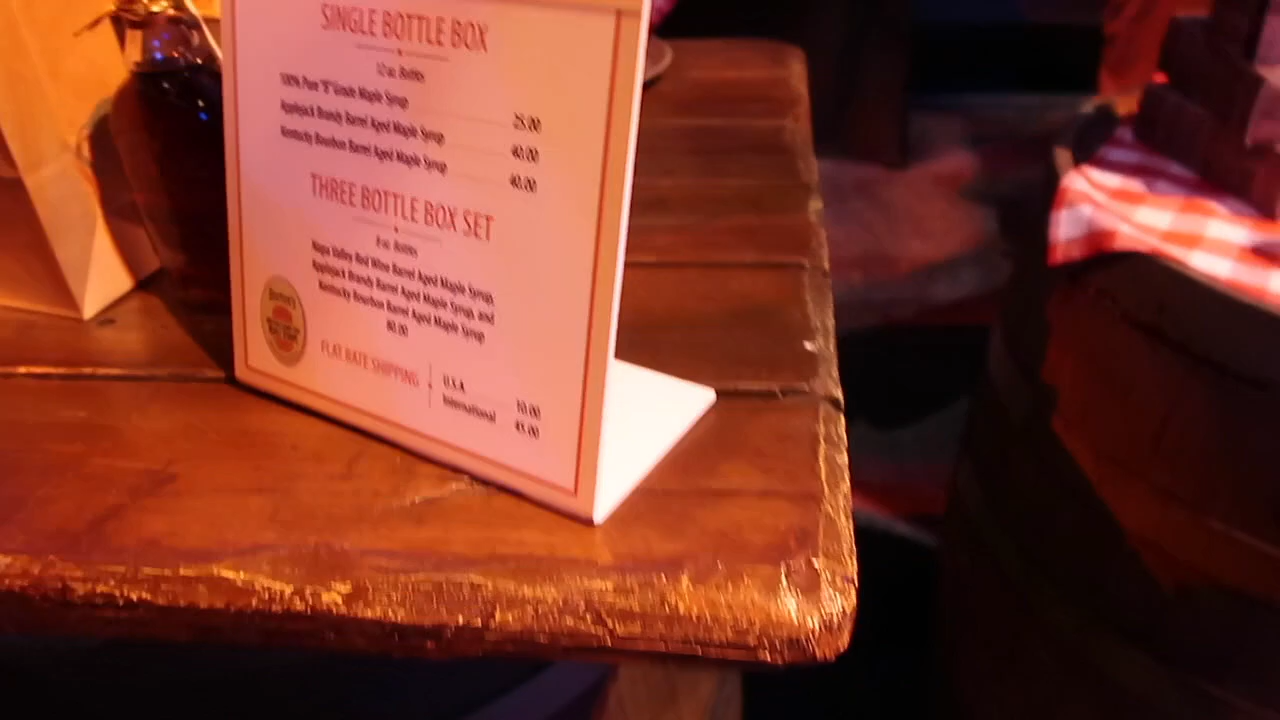 SINGLE BOTTLE BOX
12 oz. Bottles
100% Pure "B" Grade Maple Syrup 25.00
Applejack Brandy Barrel Aged Maple Syrup 40.00
Kentucky Bourbon Barrel Aged Maple Syrup 40.00
THREE BOTTLE BOX SET
8 oz. Bottles
Napa Valley Red Wine Barrel Aged Maple Syrup,
Applejack Brandy Barrel Aged Maple Syrup, and
Kentucky Bourbon Barrel Aged Maple Syrup
80.00
FLAT RATE SHIPPING
U.S.A 10.00
International 45.00